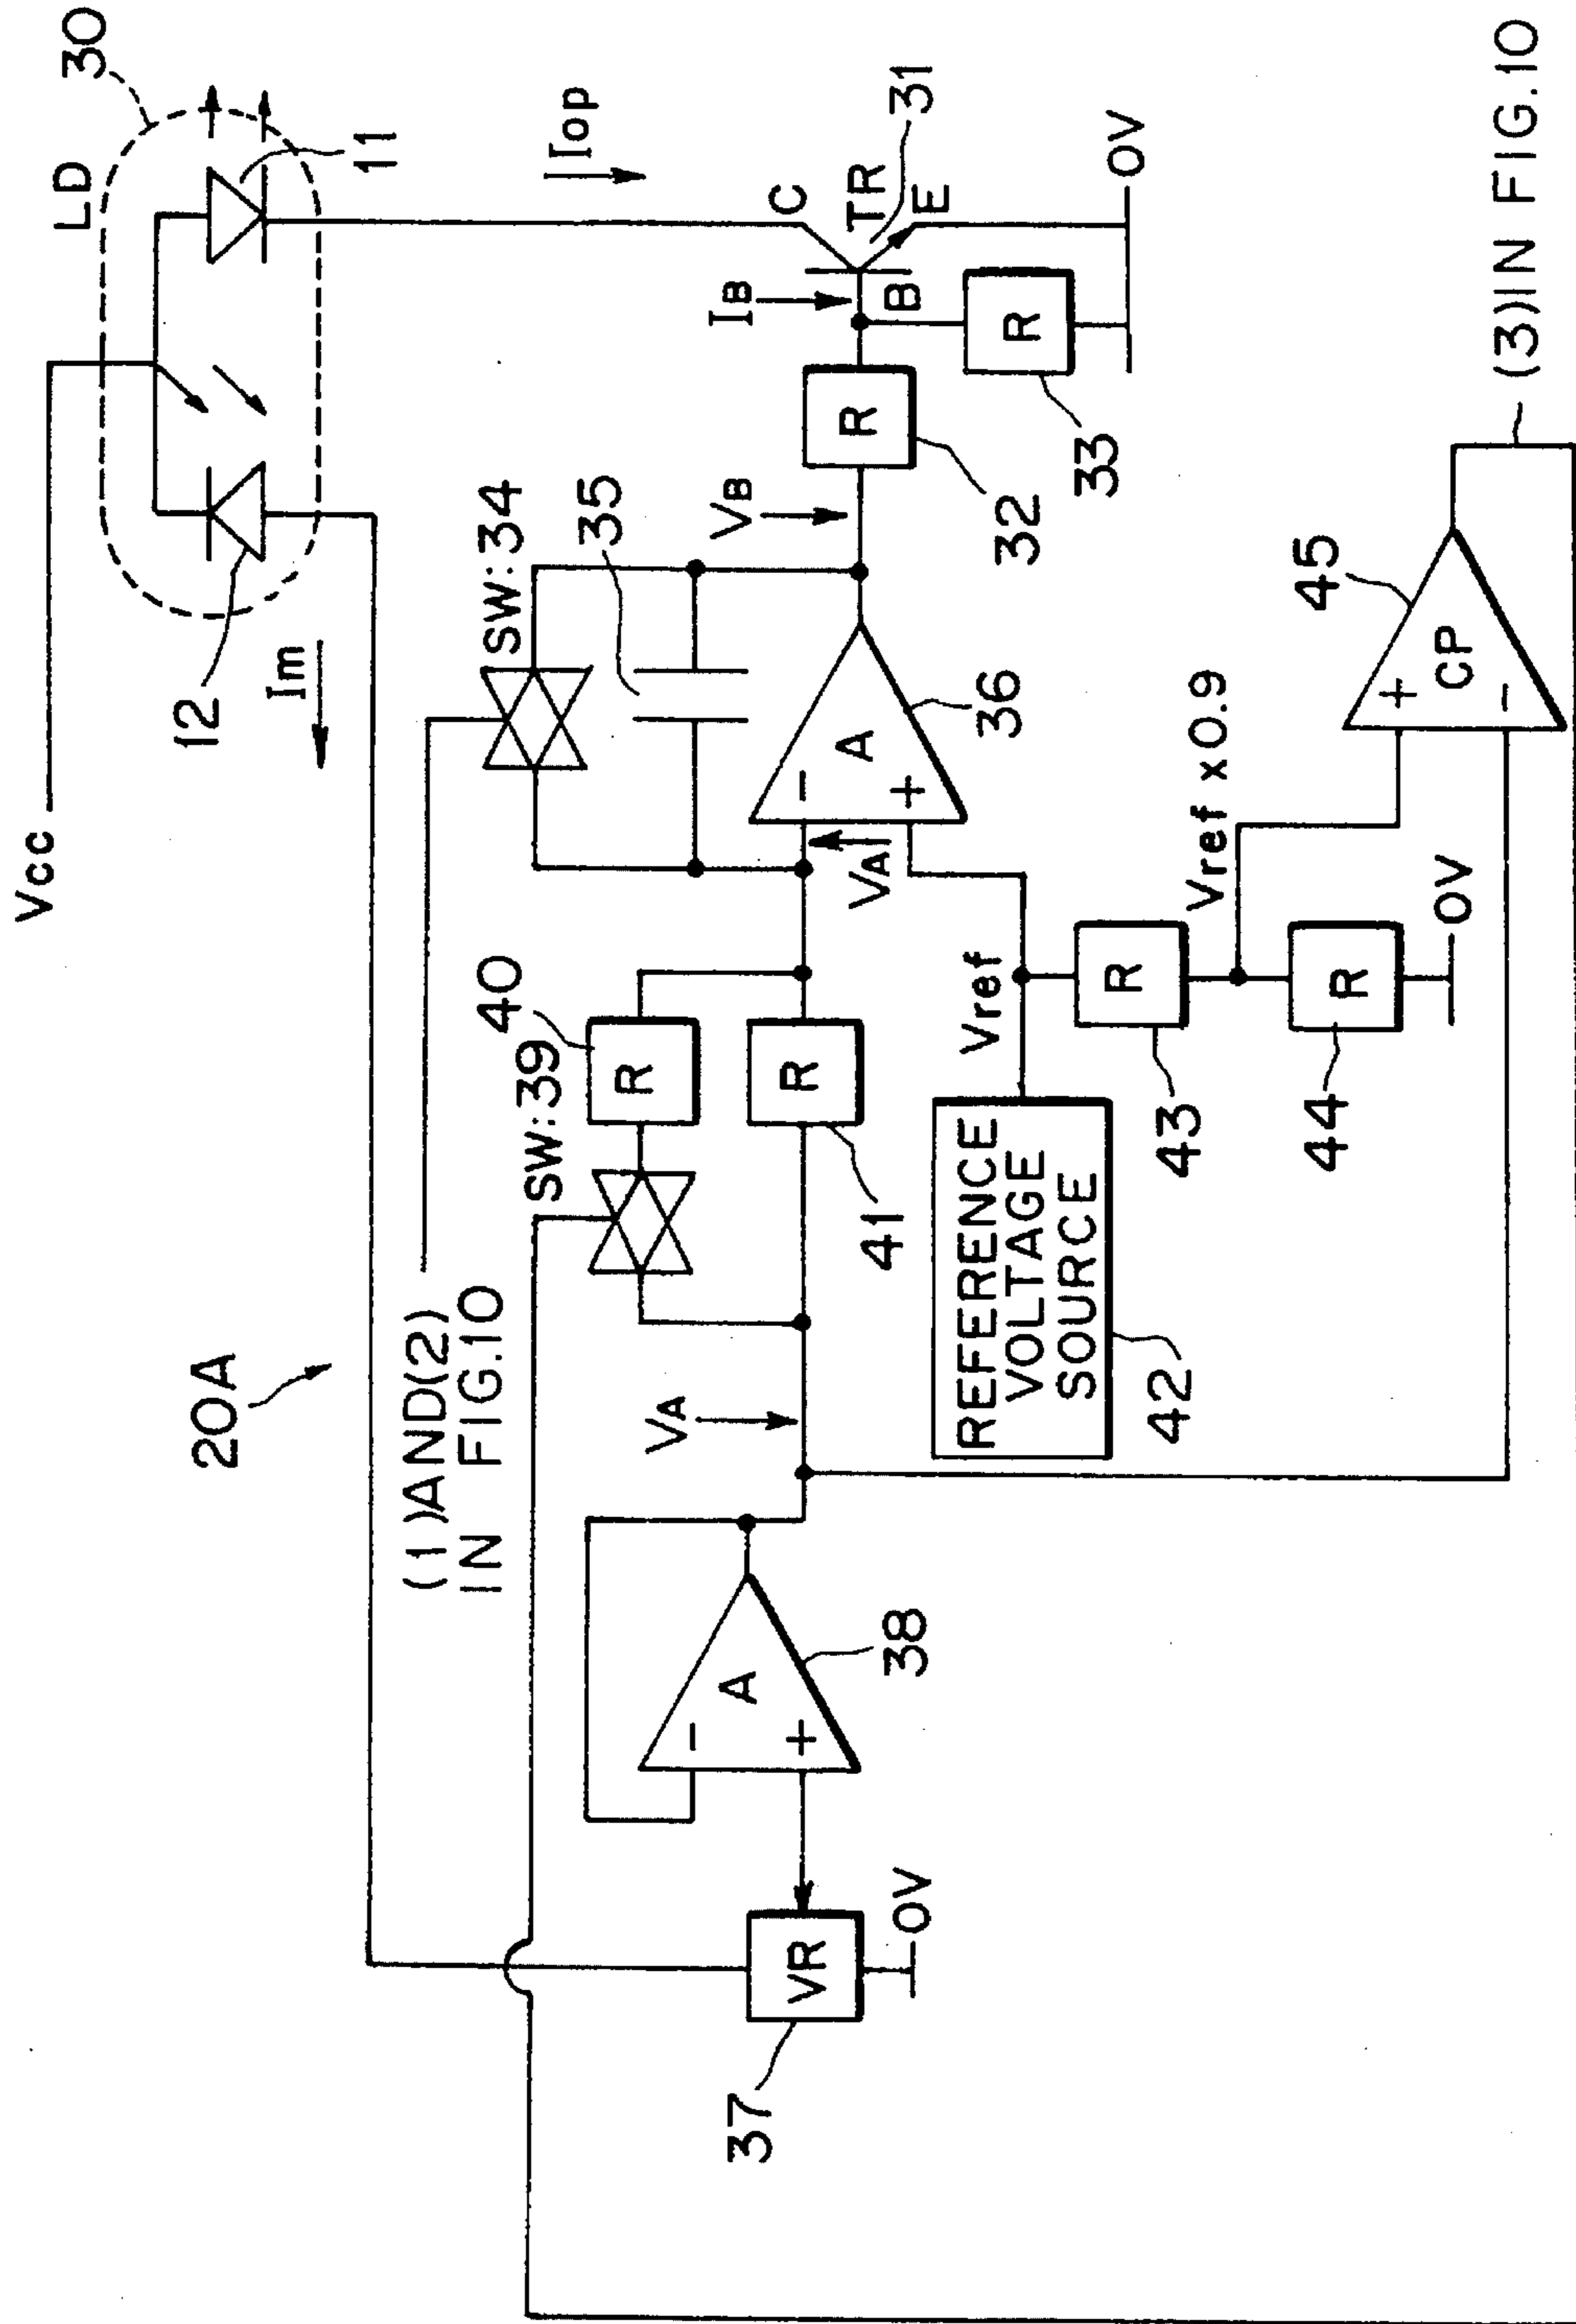 Vcc
LD
30
11
12
Im
Iop
20A
(1)AND(2)
IN FIG.10
SW:34
35
C
TR
31
E
IB
B
VB
R
32
R
33
0V
SW:39
40
R
R
41
A
-
+
36
VA
VA
A
-
+
38
VR
37
0V
REFERENCE
VOLTAGE
SOURCE
42
Vref
R
43
Vref x0.9
R
44
0V
45
CP
+
-
(3)IN FIG.10